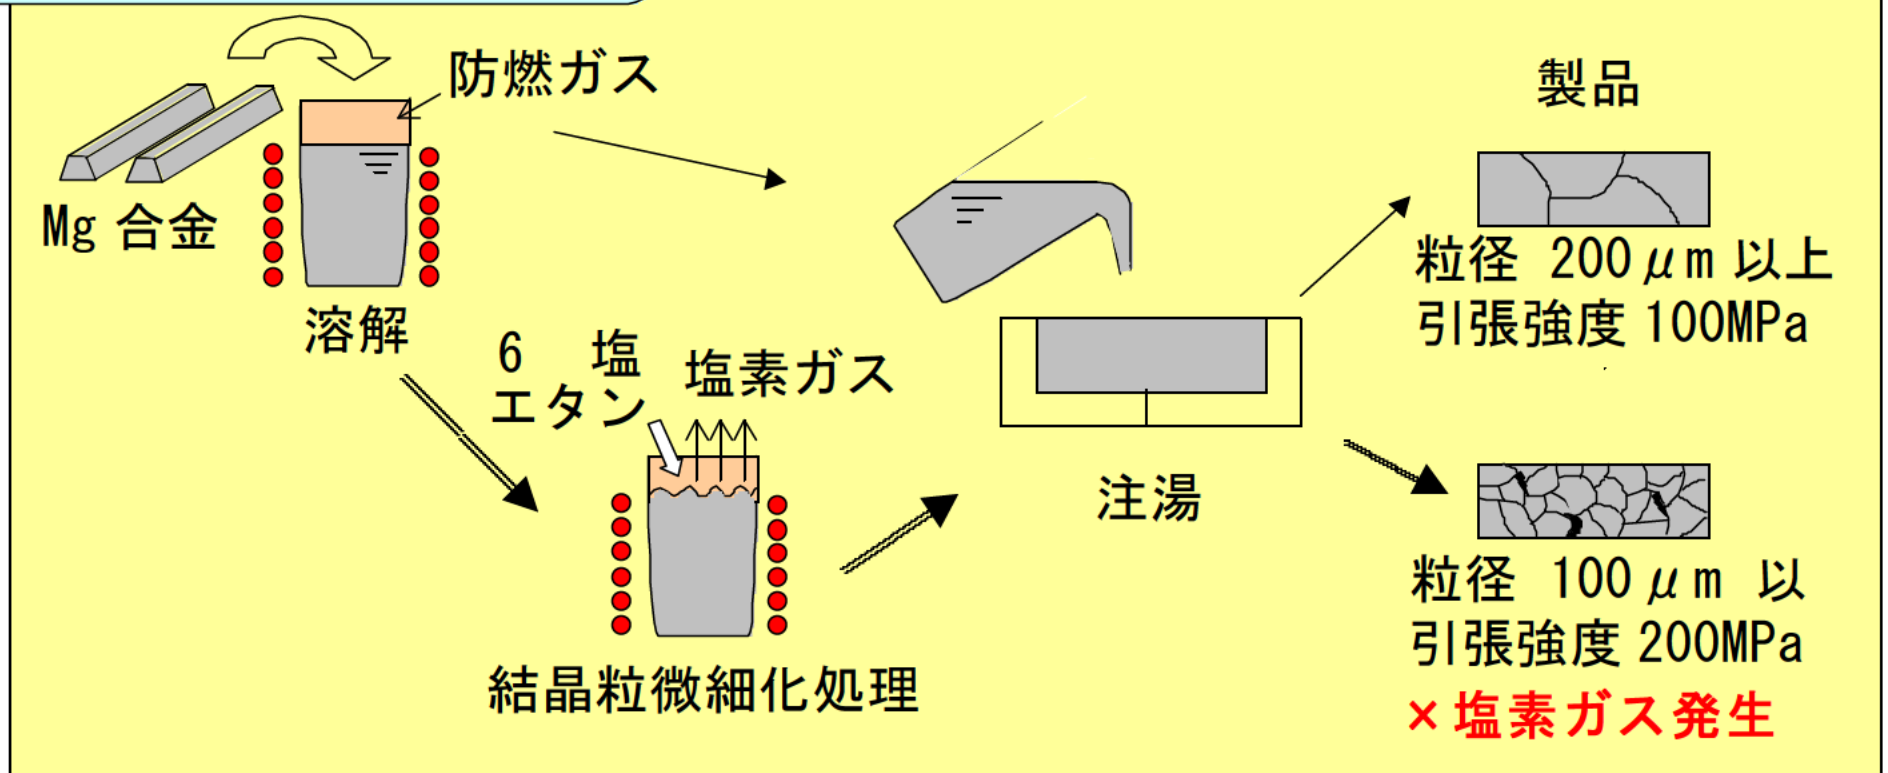 防燃ガス
Mg 合金
溶解
6 塩
エタン
塩素ガス
結晶粒微細化処理
注湯
製品
粒径 200μm 以上
引張強度 100MPa
粒径 100μm 以
引張強度 200MPa
×塩素ガス発生